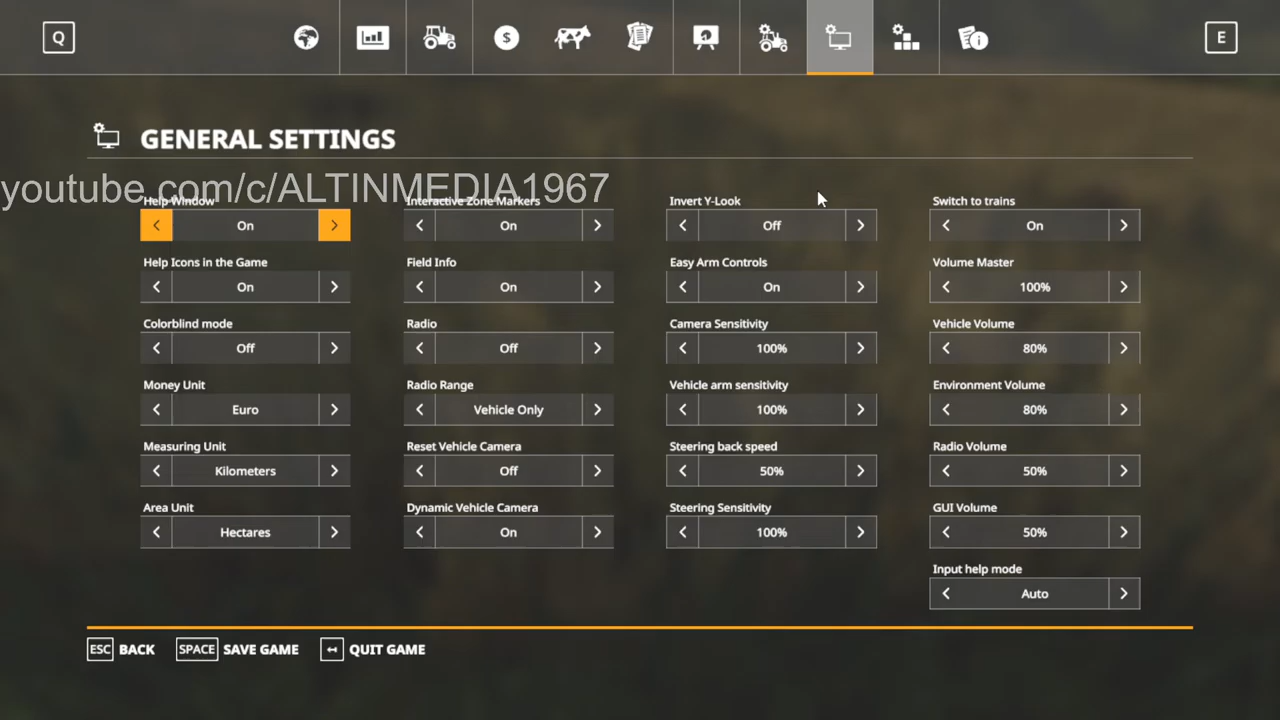 Q
E
GENERAL SETTINGS
youtube.com/c/ALTINMEDIA1967
Help Window
On
Help Icons in the Game
On
Colorblind mode
Off
Money Unit
Euro
Measuring Unit
Kilometers
Area Unit
Hectares
Interactive Zone Markers
On
Field Info
On
Radio
Off
Radio Range
Vehicle Only
Reset Vehicle Camera
Off
Dynamic Vehicle Camera
On
Invert Y-Look
Off
Easy Arm Controls
On
Camera Sensitivity
100%
Vehicle arm sensitivity
100%
Steering back speed
50%
Steering Sensitivity
100%
Switch to trains
On
Volume Master
100%
Vehicle Volume
80%
Environment Volume
80%
Radio Volume
50%
GUI Volume
50%
Input help mode
Auto
ESC BACK SPACE SAVE GAME ↔ QUIT GAME